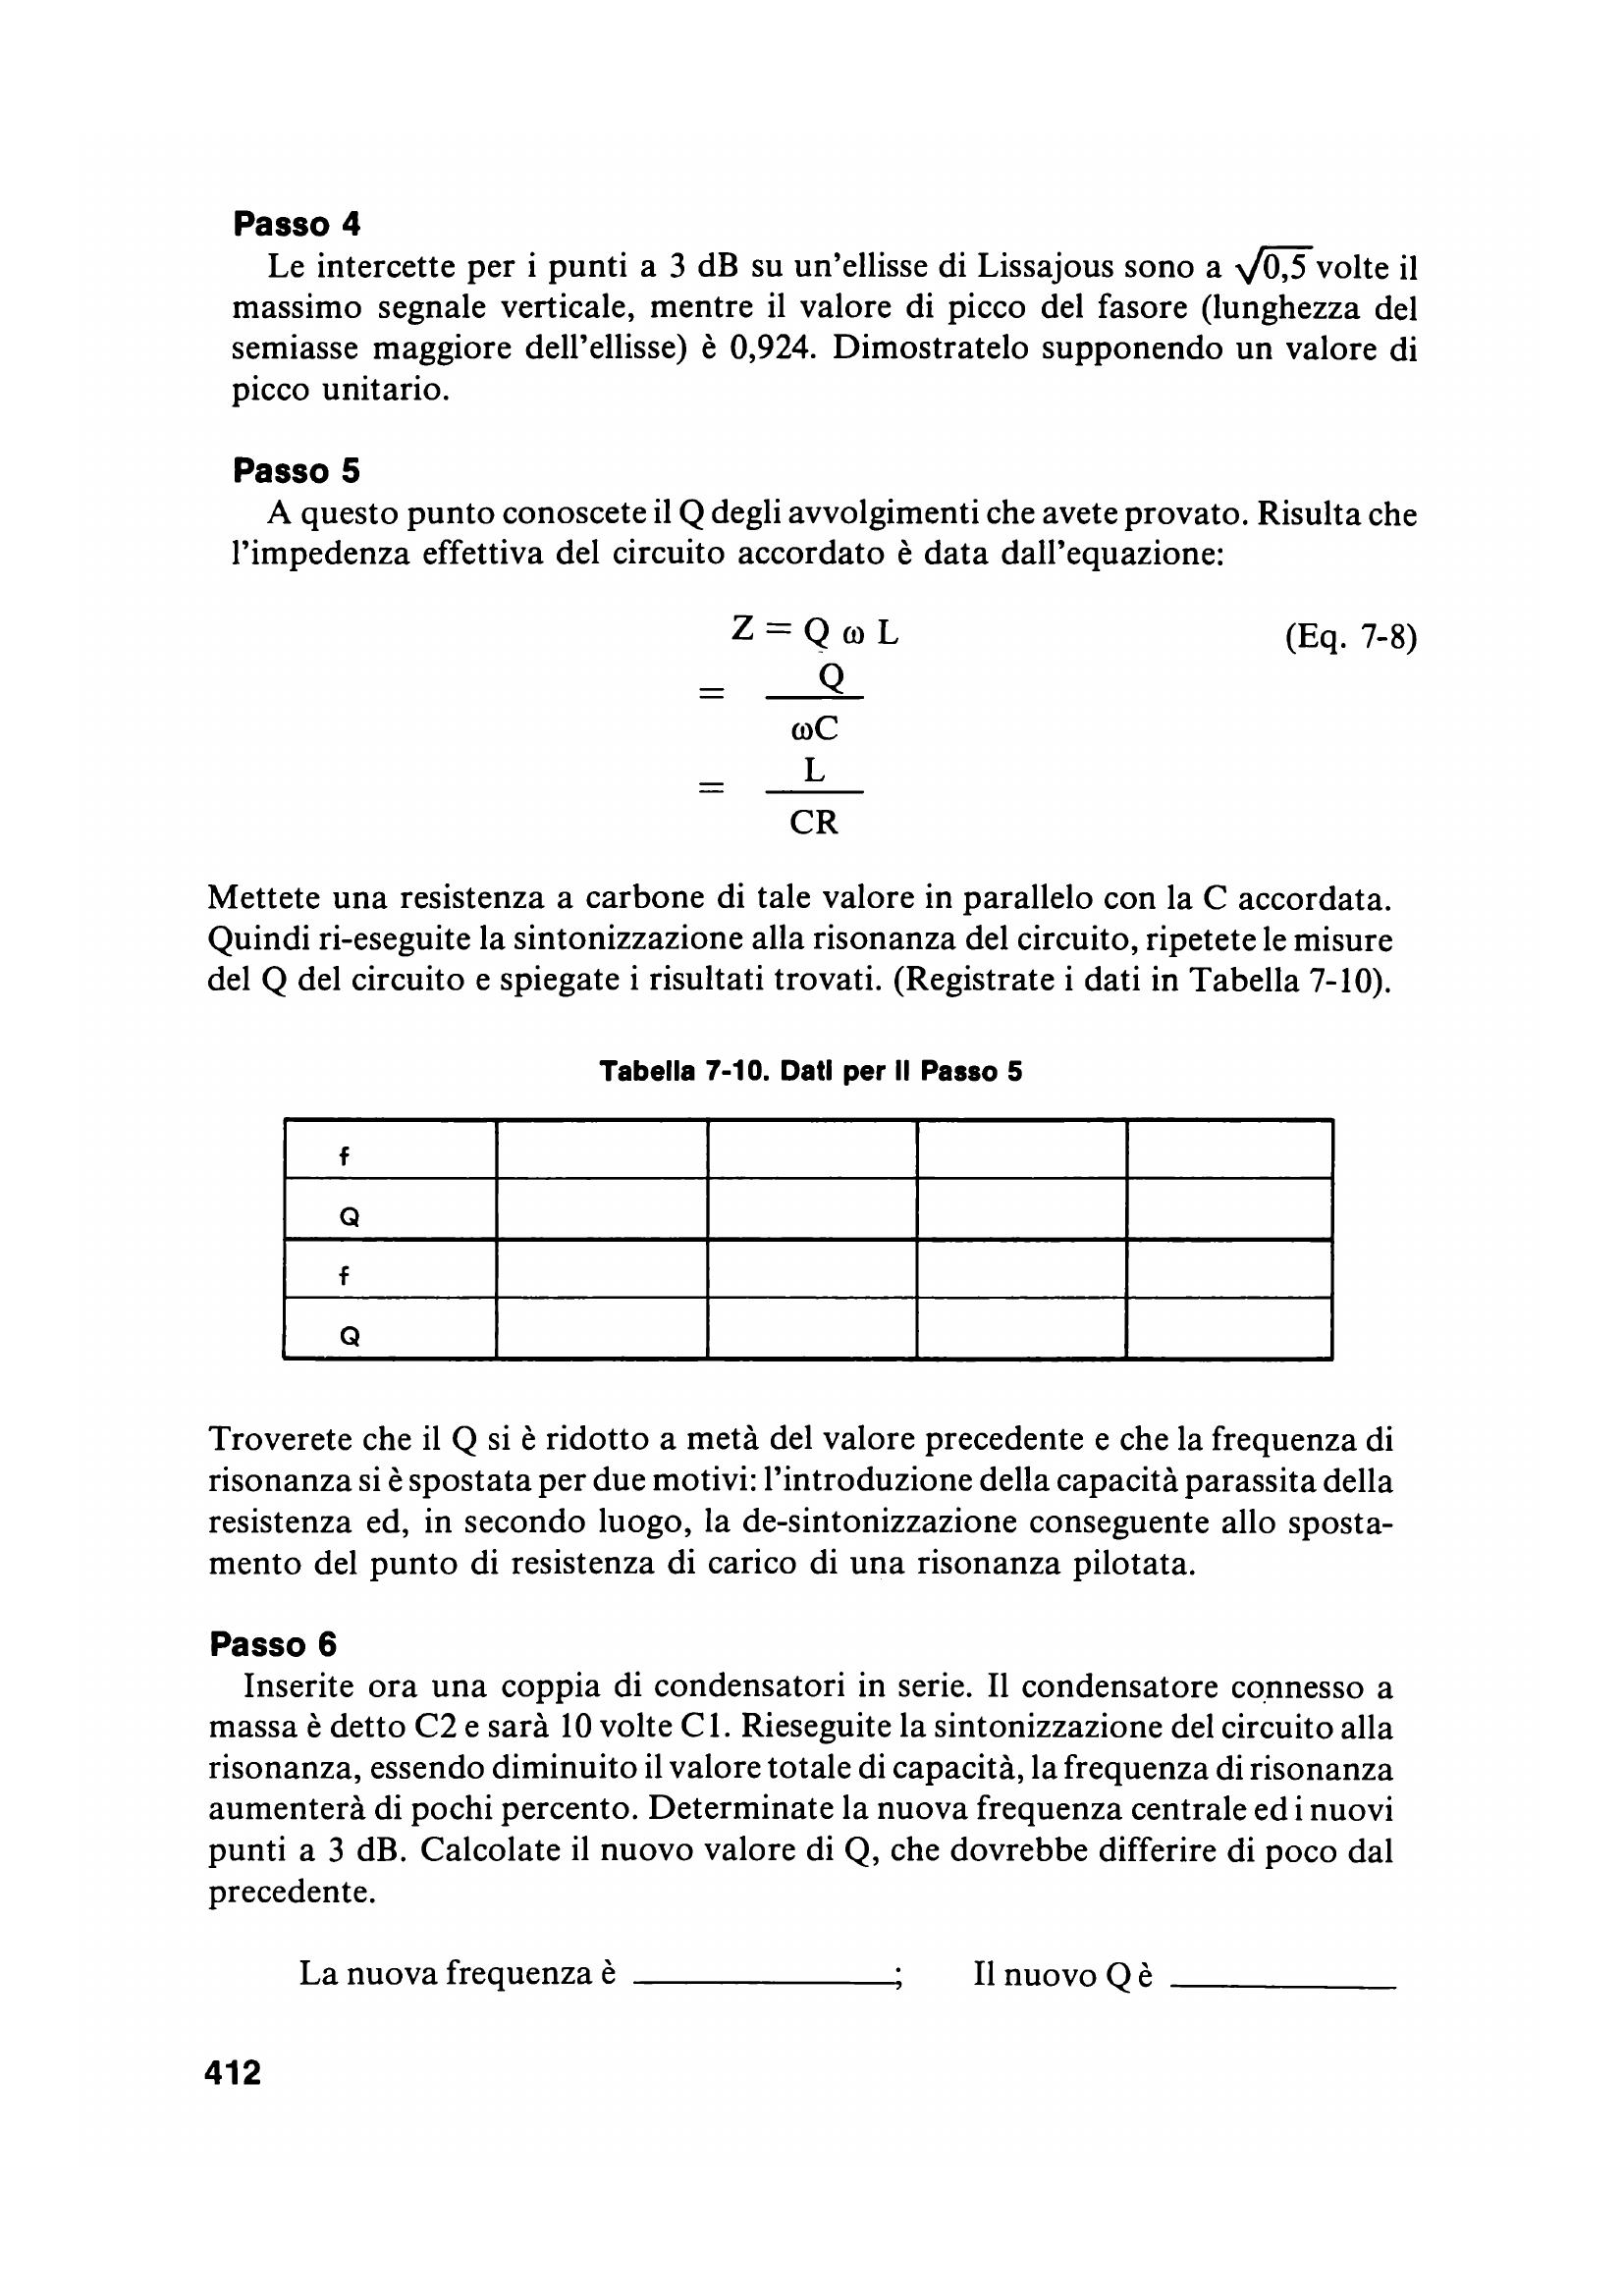 Passo 4
Le intercette per i punti a 3 dB su un'ellisse di Lissajous sono a √0,5 volte il
massimo segnale verticale, mentre il valore di picco del fasore (lunghezza del
semiasse maggiore dell'ellisse) è 0,924. Dimostratelo supponendo un valore di
picco unitario.
Passo 5
A questo punto conoscete il Q degli avvolgimenti che avete provato. Risulta che
l'impedenza effettiva del circuito accordato è data dall'equazione:
Z = Q ω L (Eq. 7-8)
Q
=
ωC
L
=
CR
Mettete una resistenza a carbone di tale valore in parallelo con la C accordata.
Quindi ri-eseguite la sintonizzazione alla risonanza del circuito, ripetete le misure
del Q del circuito e spiegate i risultati trovati. (Registrate i dati in Tabella 7-10).
Tabella 7-10. Dati per il Passo 5
f
Q
f
Q
Troverete che il Q si è ridotto a metà del valore precedente e che la frequenza di
risonanza si è spostata per due motivi: l'introduzione della capacità parassita della
resistenza ed, in secondo luogo, la de-sintonizzazione conseguente allo sposta-
mento del punto di resistenza di carico di una risonanza pilotata.
Passo 6
Inserite ora una coppia di condensatori in serie. Il condensatore connesso a
massa è detto C2 e sarà 10 volte C1. Rieseguite la sintonizzazione del circuito alla
risonanza, essendo diminuito il valore totale di capacità, la frequenza di risonanza
aumenterà di pochi percento. Determinate la nuova frequenza centrale ed i nuovi
punti a 3 dB. Calcolate il nuovo valore di Q, che dovrebbe differire di poco dal
precedente.
La nuova frequenza è ____________; Il nuovo Q è ____________
412